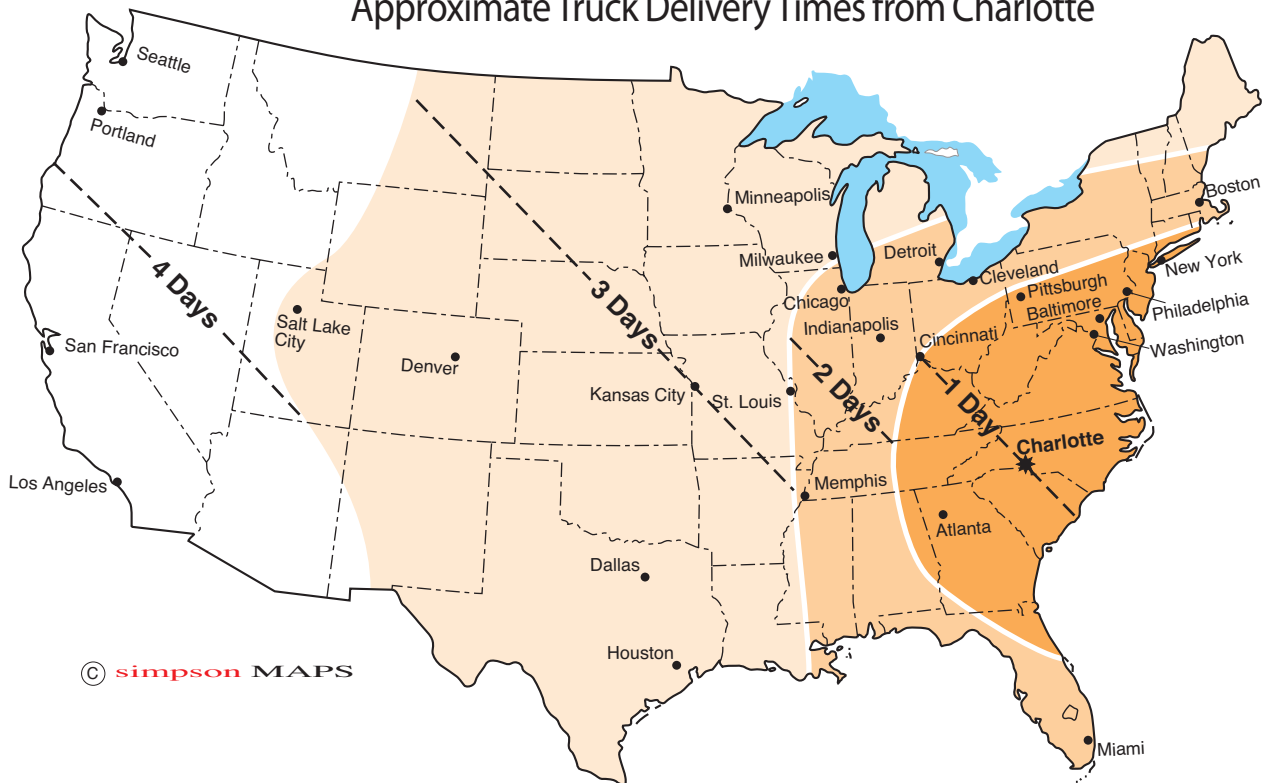 Approximate Truck Delivery Times from Charlotte
Seattle
Portland
Minneapolis
Boston
Milwaukee
Detroit
Cleveland
New York
4 Days
3 Days
Chicago
Pittsburgh
Baltimore
Philadelphia
Salt Lake
City
Indianapolis
Cincinnati
Washington
San Francisco
Denver
Kansas City
St. Louis
2 Days
1 Day
Charlotte
Los Angeles
Memphis
Atlanta
Dallas
Houston
© simpson MAPS
Miami